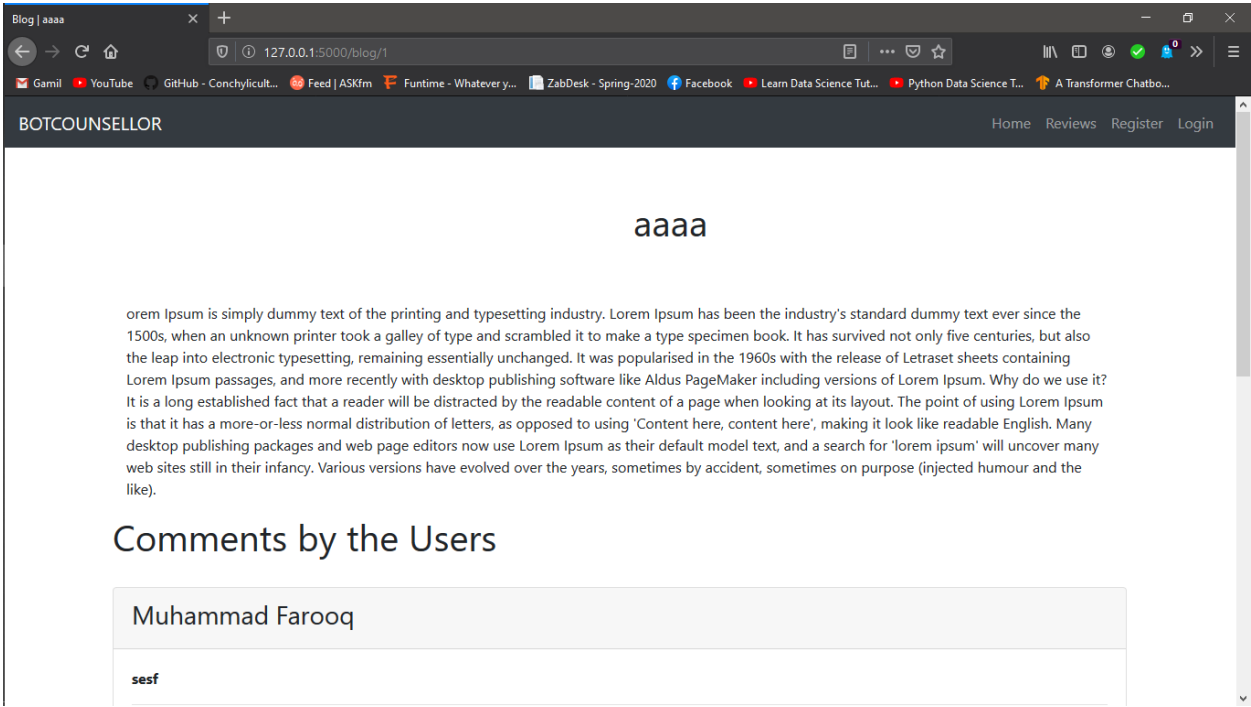 Blog | aaaa
127.0.0.1:5000/blog/1
0
Gamil YouTube GitHub - Conchylicult... Feed | ASKfm Funtime - Whatever y... ZabDesk - Spring-2020 Facebook Learn Data Science Tut... Python Data Science T... A Transformer Chatbo...
BOTCOUNSELLOR Home Reviews Register Login
aaaa
orem Ipsum is simply dummy text of the printing and typesetting industry. Lorem Ipsum has been the industry's standard dummy text ever since the
1500s, when an unknown printer took a galley of type and scrambled it to make a type specimen book. It has survived not only five centuries, but also
the leap into electronic typesetting, remaining essentially unchanged. It was popularised in the 1960s with the release of Letraset sheets containing
Lorem Ipsum passages, and more recently with desktop publishing software like Aldus PageMaker including versions of Lorem Ipsum. Why do we use it?
It is a long established fact that a reader will be distracted by the readable content of a page when looking at its layout. The point of using Lorem Ipsum
is that it has a more-or-less normal distribution of letters, as opposed to using 'Content here, content here', making it look like readable English. Many
desktop publishing packages and web page editors now use Lorem Ipsum as their default model text, and a search for 'lorem ipsum' will uncover many
web sites still in their infancy. Various versions have evolved over the years, sometimes by accident, sometimes on purpose (injected humour and the
like).
Comments by the Users
Muhammad Farooq
sesf